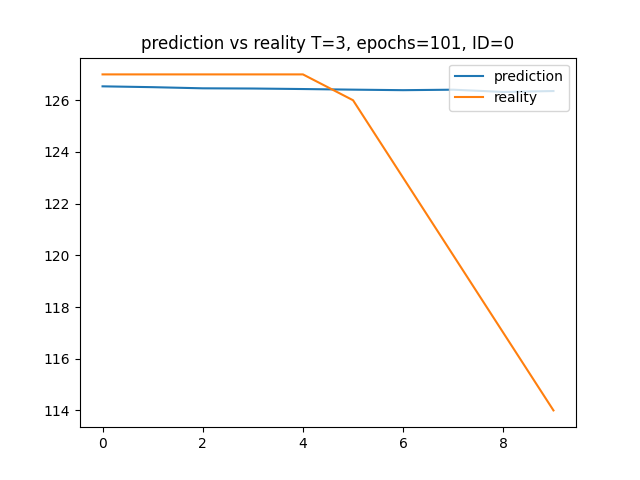 prediction vs reality T=3, epochs=101, ID=0
prediction
reality
126
124
122
120
118
116
114
0 2 4 6 8